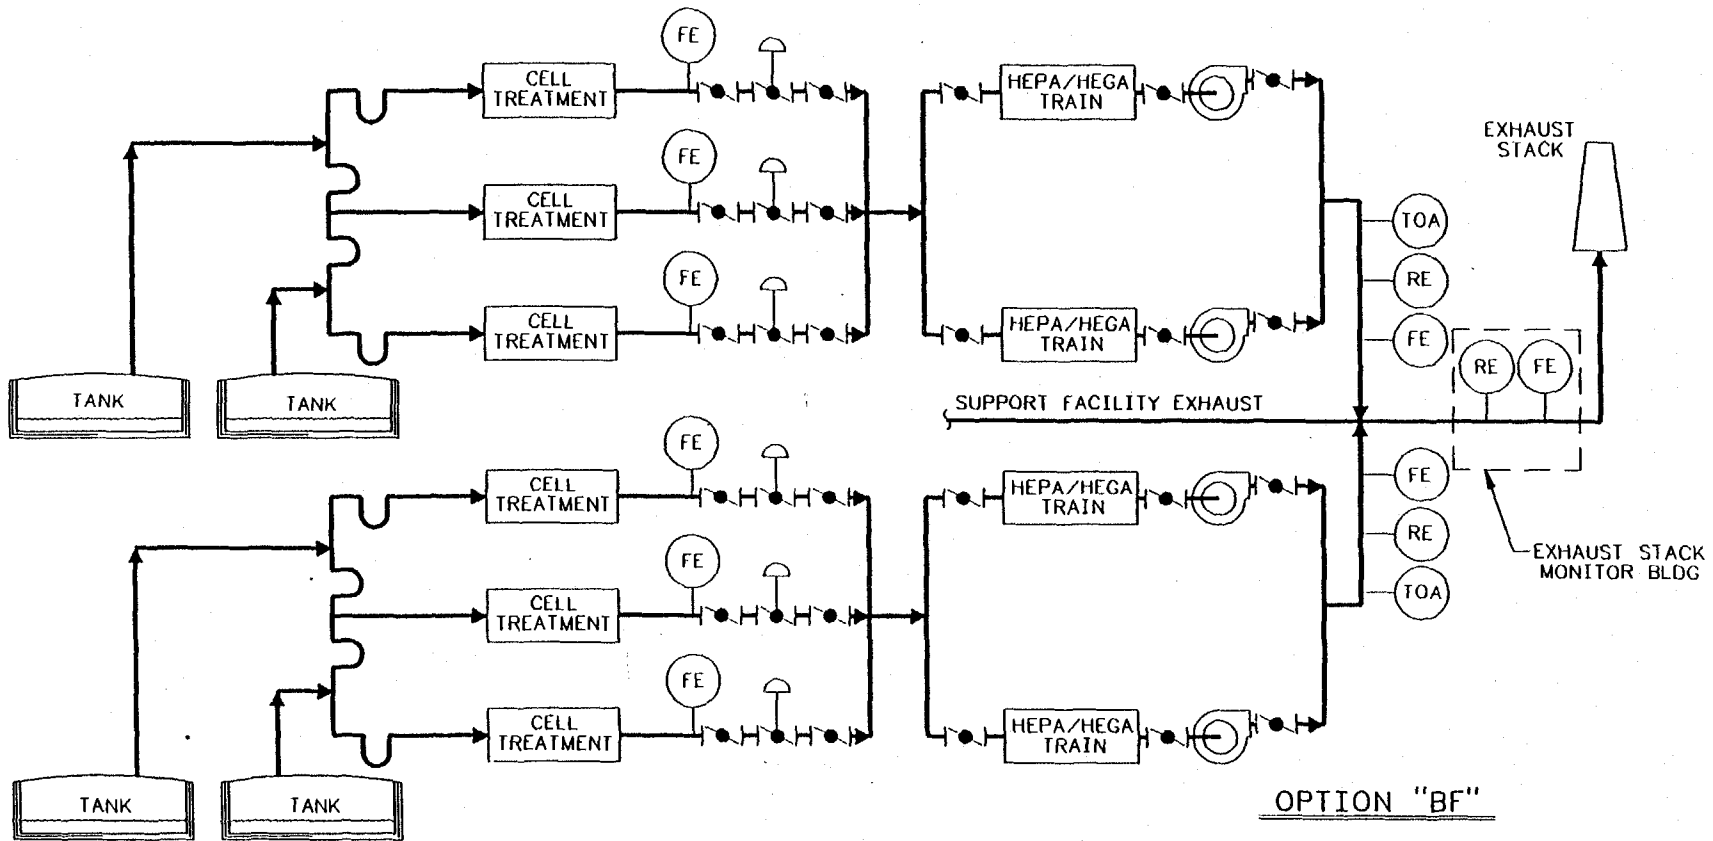 FE
CELL
TREATMENT
HEPA/HEGA
TRAIN
EXHAUST
STACK
FE
CELL
TREATMENT
TOA
FE
RE
CELL
TREATMENT
HEPA/HEGA
TRAIN
FE
RE
FE
TANK
TANK
SUPPORT FACILITY EXHAUST
FE
CELL
TREATMENT
HEPA/HEGA
TRAIN
FE
RE
EXHAUST STACK
MONITOR BLDG
FE
CELL
TREATMENT
TOA
FE
CELL
TREATMENT
HEPA/HEGA
TRAIN
TANK
TANK
OPTION "BF"